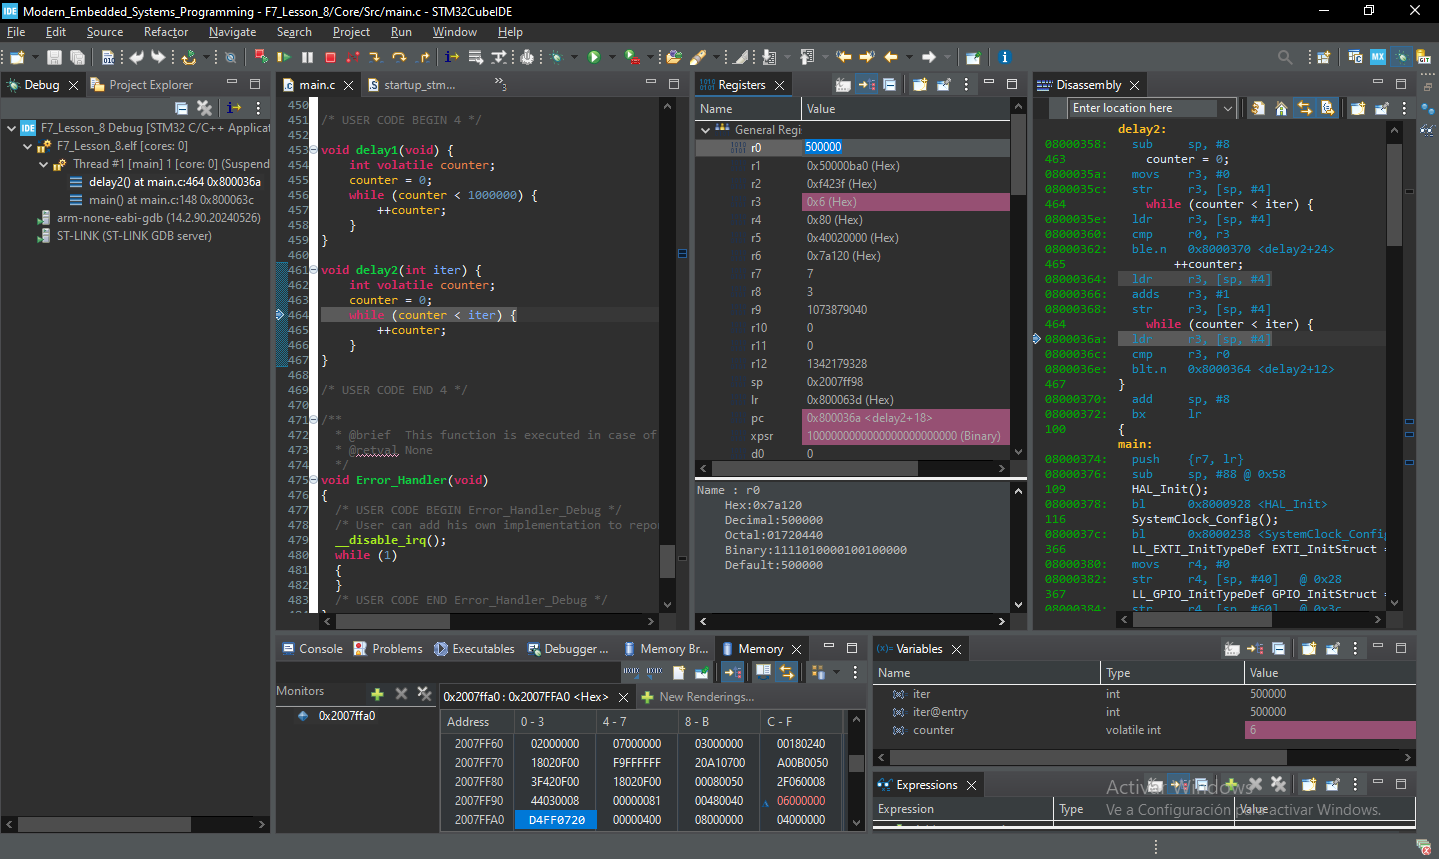 IDE Modern_Embedded_Systems_Programming - F7_Lesson_8/Core/Src/main.c - STM32CubeIDE
File Edit Source Refactor Navigate Search Project Run Window Help
Debug Project Explorer
IDE F7_Lesson_8 Debug [STM32 C/C++ Applicat
F7_Lesson_8.elf [cores: 0]
Thread #1 [main] 1 [core: 0] (Suspend
delay2() at main.c:464 0x800036a
main() at main.c:148 0x800063c
arm-none-eabi-gdb (14.2.90.20240526)
ST-LINK (ST-LINK GDB server)
main.c startup_stm... »3
450
451 /* USER CODE BEGIN 4 */
452
453 void delay1(void) {
454 int volatile counter;
455 counter = 0;
456 while (counter < 1000000) {
457 ++counter;
458 }
459 }
460
461 void delay2(int iter) {
462 int volatile counter;
463 counter = 0;
464 while (counter < iter) {
465 ++counter;
466 }
467 }
468
469 /* USER CODE END 4 */
470
471 /**
472 * @brief This function is executed in case of
473 * @retval None
474 */
475 void Error_Handler(void)
476 {
477 /* USER CODE BEGIN Error_Handler_Debug */
478 /* User can add his own implementation to repo
479 __disable_irq();
480 while (1)
481 {
482 }
483 /* USER CODE END Error_Handler_Debug */
Registers
Name Value
General Regi
r0 500000
r1 0x50000ba0 (Hex)
r2 0xf423f (Hex)
r3 0x6 (Hex)
r4 0x80 (Hex)
r5 0x40020000 (Hex)
r6 0x7a120 (Hex)
r7 7
r8 3
r9 1073879040
r10 0
r11 0
r12 1342179328
sp 0x2007ff98
lr 0x800063d (Hex)
pc 0x800036a <delay2+18>
xpsr 1000000000000000000000000 (Binary)
d0 0
Name : r0
Hex:0x7a120
Decimal:500000
Octal:01720440
Binary:1111010000100100000
Default:500000
Disassembly
Enter location here
delay2:
08000358: sub sp, #8
463 counter = 0;
0800035a: movs r3, #0
0800035c: str r3, [sp, #4]
464 while (counter < iter) {
0800035e: ldr r3, [sp, #4]
08000360: cmp r0, r3
08000362: ble.n 0x8000370 <delay2+24>
465 ++counter;
08000364: ldr r3, [sp, #4]
08000366: adds r3, #1
08000368: str r3, [sp, #4]
464 while (counter < iter) {
0800036a: ldr r3, [sp, #4]
0800036c: cmp r3, r0
0800036e: blt.n 0x8000364 <delay2+12>
467 }
08000370: add sp, #8
08000372: bx lr
100 {
main:
08000374: push {r7, lr}
08000376: sub sp, #88 @ 0x58
109 HAL_Init();
08000378: bl 0x8000928 <HAL_Init>
116 SystemClock_Config();
0800037c: bl 0x8000238 <SystemClock_Config
366 LL_EXTI_InitTypeDef EXTI_InitStruct =
08000380: movs r4, #0
08000382: str r4, [sp, #40] @ 0x28
367 LL_GPIO_InitTypeDef GPIO_InitStruct =
08000384: str r4, [sp, #60] @ 0x3c
Console Problems Executables Debugger ... Memory Br... Memory
Monitors
0x2007ffa0
0x2007ffa0 : 0x2007FFA0 <Hex> New Renderings...
Address 0 - 3 4 - 7 8 - B C - F
2007FF60 02000000 07000000 03000000 00180240
2007FF70 18020F00 F9FFFFFF 20A10700 A00B0050
2007FF80 3F420F00 18020F00 00080050 2F060008
2007FF90 44030008 00000081 00480040 06000000
2007FFA0 D4FF0720 00000400 08000000 04000000
(x)= Variables
Name Type Value
iter int 500000
iter@entry int 500000
counter volatile int 6
Expressions
Expression Type Value
Activar Windows
Ve a Configuración para activar Windows.